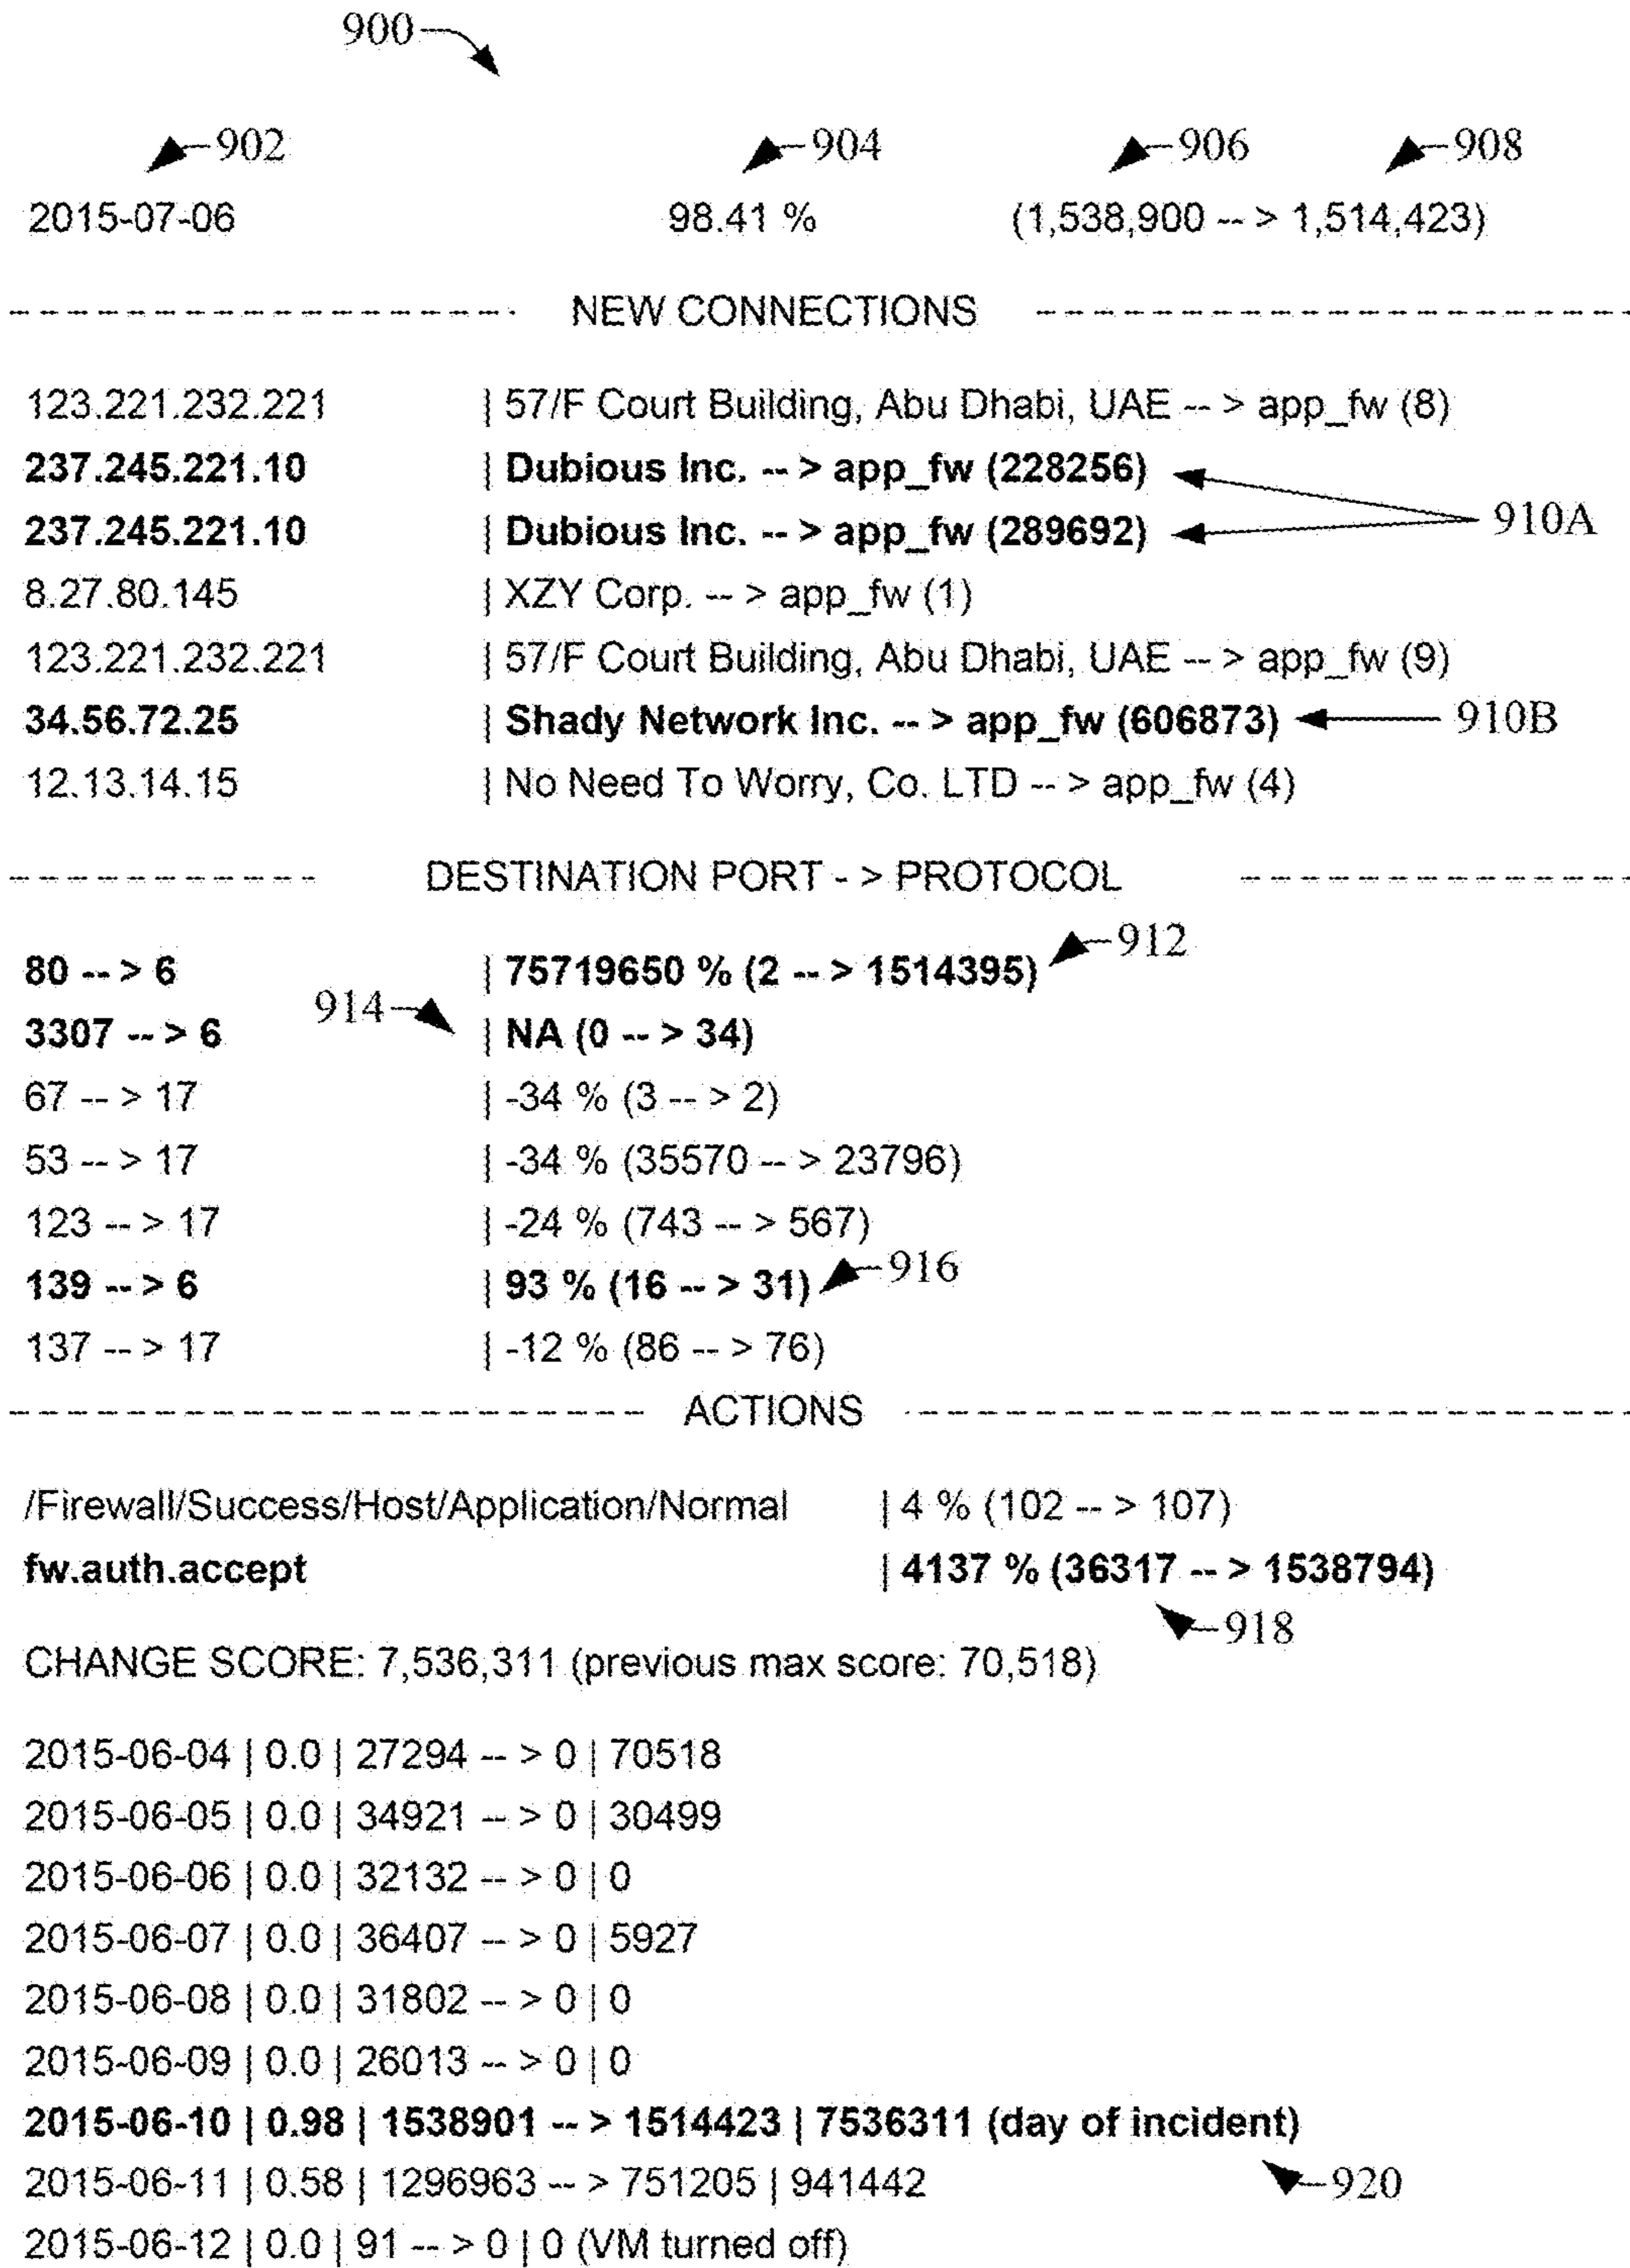 900
902 904 906 908
2015-07-06 98.41 % (1,538,900 -- > 1,514,423)
------------------ NEW CONNECTIONS ---------------------
123.221.232.221 | 57/F Court Building, Abu Dhabi, UAE -- > app_fw (8)
237.245.221.10 | Dubious Inc. -- > app_fw (228256)
237.245.221.10 | Dubious Inc. -- > app_fw (289692) 910A
8.27.80.145 | XZY Corp. -- > app_fw (1)
123.221.232.221 | 57/F Court Building, Abu Dhabi, UAE -- > app_fw (9)
34.56.72.25 | Shady Network Inc. -- > app_fw (606873) 910B
12.13.14.15 | No Need To Worry, Co. LTD -- > app_fw (4)
----------- DESTINATION PORT - > PROTOCOL --------------
80 -- > 6 | 75719650 % (2 -- > 1514395) 912
3307 -- > 6 914 | NA (0 -- > 34)
67 -- > 17 | -34 % (3 -- > 2)
53 -- > 17 | -34 % (35570 -- > 23796)
123 -- > 17 | -24 % (743 -- > 567)
139 -- > 6 | 93 % (16 -- > 31) 916
137 -- > 17 | -12 % (86 -- > 76)
---------------------- ACTIONS -------------------------
/Firewall/Success/Host/Application/Normal | 4 % (102 -- > 107)
fw.auth.accept | 4137 % (36317 -- > 1538794)
918
CHANGE SCORE: 7,536,311 (previous max score: 70,518)
2015-06-04 | 0.0 | 27294 -- > 0 | 70518
2015-06-05 | 0.0 | 34921 -- > 0 | 30499
2015-06-06 | 0.0 | 32132 -- > 0 | 0
2015-06-07 | 0.0 | 36407 -- > 0 | 5927
2015-06-08 | 0.0 | 31802 -- > 0 | 0
2015-06-09 | 0.0 | 26013 -- > 0 | 0
2015-06-10 | 0.98 | 1538901 -- > 1514423 | 7536311 (day of incident)
2015-06-11 | 0.58 | 1296963 -- > 751205 | 941442 920
2015-06-12 | 0.0 | 91 -- > 0 | 0 (VM turned off)